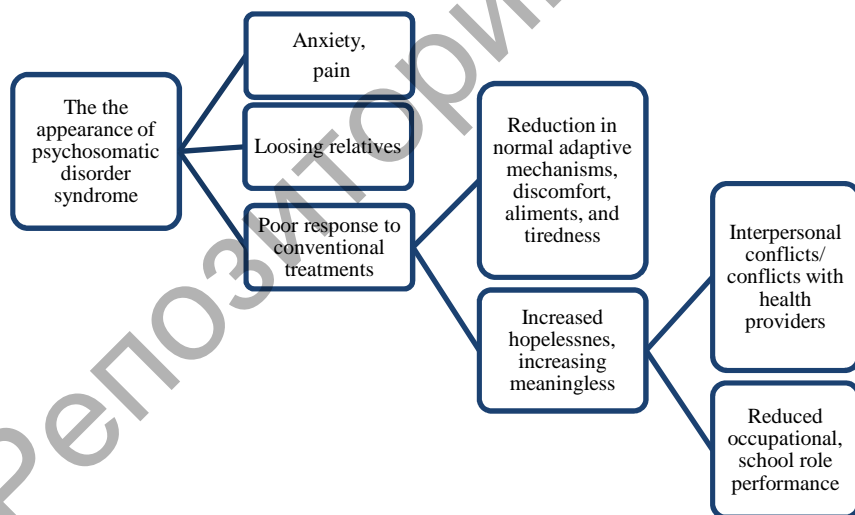 The the
appearance of
psychosomatic
disorder
syndrome
Anxiety,
pain
Loosing relatives
Poor response to
conventional
treatments
Reduction in
normal adaptive
mechanisms,
discomfort,
aliments, and
tiredness
Increased
hopelessnes,
increasing
meaningless
Interpersonal
conflicts/
conflicts with
health
providers
Reduced
occupational,
school role
performance
Репозитори